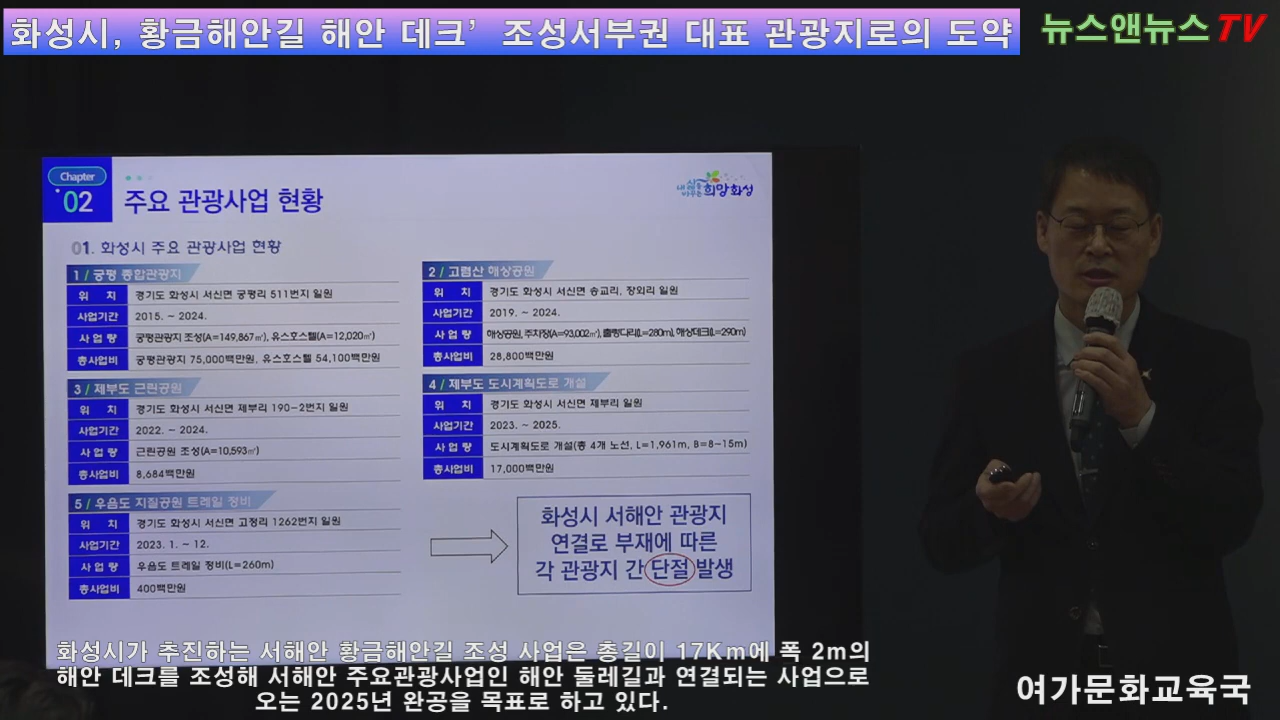 화성시, 황금해안길 해안 데크’ 조성서부권 대표 관광지로의 도약
뉴스앤뉴스 TV
Chapter
02
주요 관광사업 현황
희망화성
01. 화성시 주요 관광사업 현황
1 / 궁평 종합관광지
위 치 경기도 화성시 서신면 궁평리 511번지 일원
사업기간 2015. ~ 2024.
사 업 량 궁평관광지 조성(A=149,867㎡), 유스호스텔(A=12,020㎡)
총사업비 궁평관광지 75,000백만원, 유스호스텔 54,100백만원
2 / 고렴산 해상공원
위 치 경기도 화성시 서신면 송교리, 장외리 일원
사업기간 2019. ~ 2024.
사 업 량 해상공원, 주차장(A=93,002㎡), 출렁다리(L=280m), 해상데크(L=290m)
총사업비 28,800백만원
3 / 제부도 근린공원
위 치 경기도 화성시 서신면 제부리 190-2번지 일원
사업기간 2022. ~ 2024.
사 업 량 근린공원 조성(A=10,593㎡)
총사업비 8,684백만원
4 / 제부도 도시계획도로 개설
위 치 경기도 화성시 서신면 제부리 일원
사업기간 2023. ~ 2025.
사 업 량 도시계획도로 개설(총 4개 노선, L=1,961m, B=8~15m)
총사업비 17,000백만원
5 / 우음도 지질공원 트레일 정비
위 치 경기도 화성시 서신면 고정리 1262번지 일원
사업기간 2023. 1. ~ 12.
사 업 량 우음도 트레일 정비(L=260m)
총사업비 400백만원
화성시 서해안 관광지
연결로 부재에 따른
각 관광지 간 단절 발생
화성시가 추진하는 서해안 황금해안길 조성 사업은 총길이 17Km에 폭 2m의
해안 데크를 조성해 서해안 주요관광사업인 해안 둘레길과 연결되는 사업으로
오는 2025년 완공을 목표로 하고 있다.
여가문화교육국